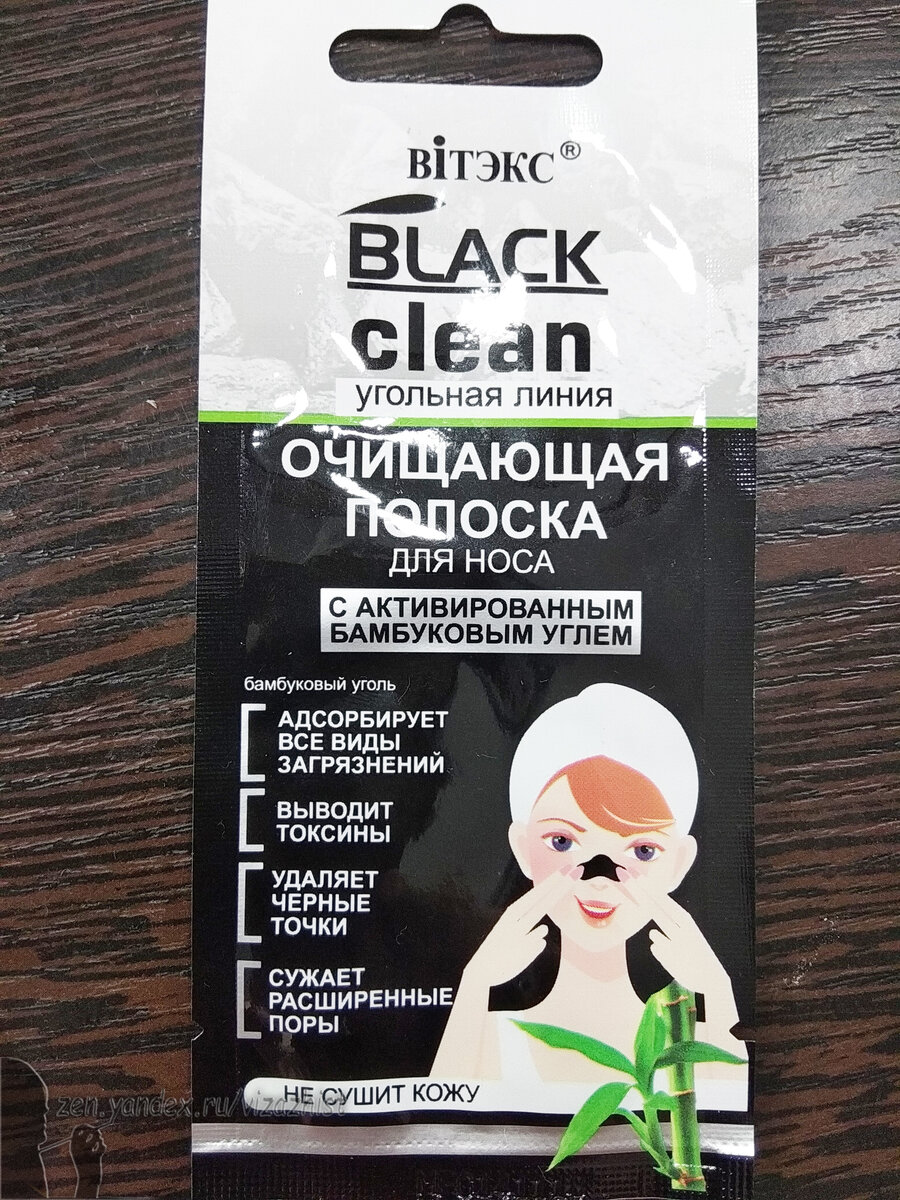 ВіТЭКС®
BLACK
clean
угольная линия
ОЧИЩАЮЩАЯ
ПОЛОСКА
ДЛЯ НОСА
С АКТИВИРОВАННЫМ
БАМБУКОВЫМ УГЛЕМ
бамбуковый уголь
АДСОРБИРУЕТ
ВСЕ ВИДЫ
ЗАГРЯЗНЕНИЙ
ВЫВОДИТ
ТОКСИНЫ
УДАЛЯЕТ
ЧЕРНЫЕ
ТОЧКИ
СУЖАЕТ
РАСШИРЕННЫЕ
ПОРЫ
НЕ СУШИТ КОЖУ
zen.yandex.ru/vizazhist